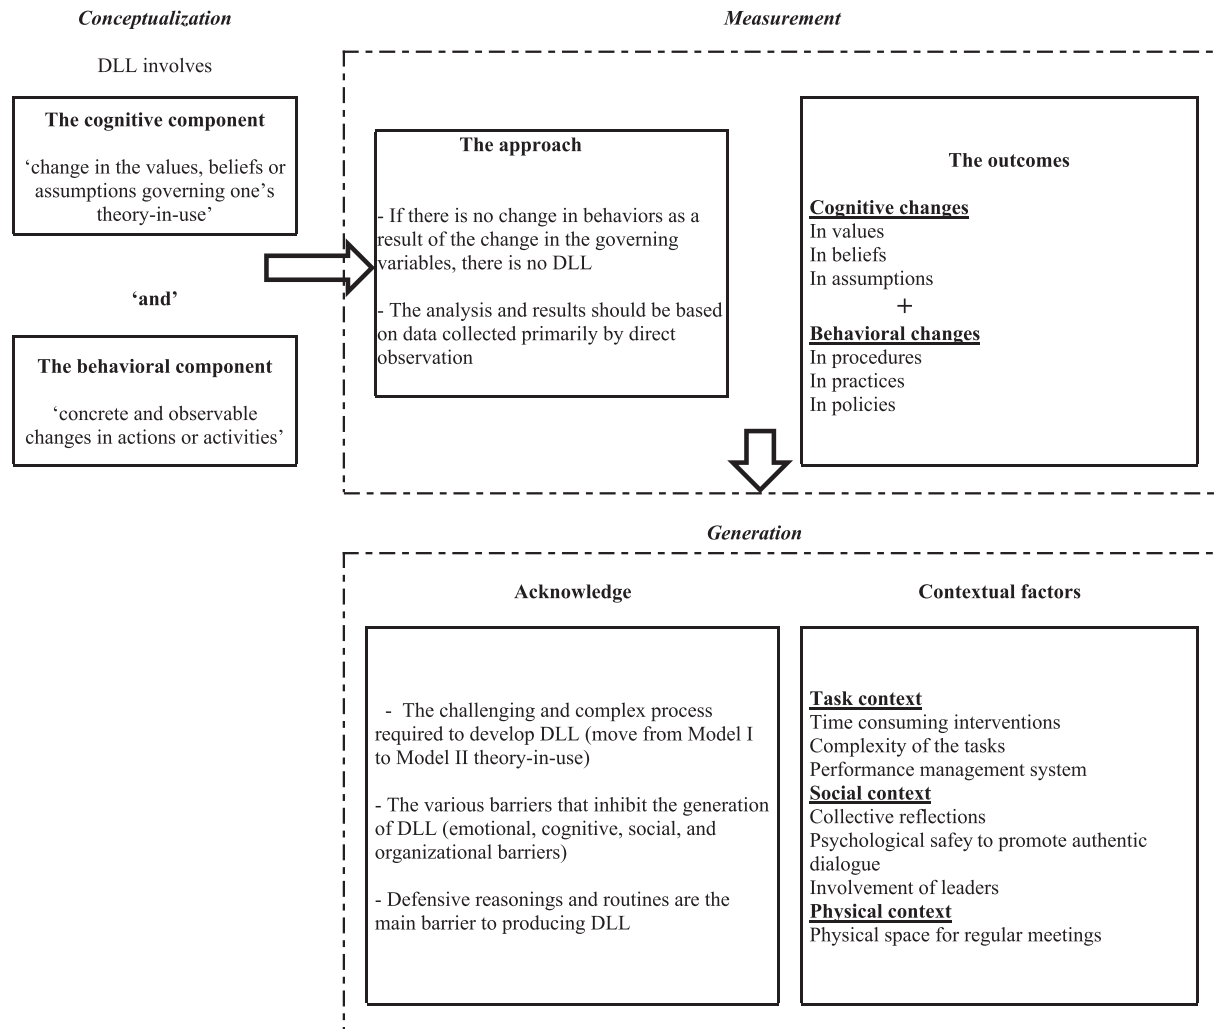 Conceptualization
DLL involves
The cognitive component
‘change in the values, beliefs or
assumptions governing one’s
theory-in-use’
‘and’
The behavioral component
‘concrete and observable
changes in actions or activities’
Measurement
The approach
- If there is no change in behaviors as a
result of the change in the governing
variables, there is no DLL
- The analysis and results should be based
on data collected primarily by direct
observation
The outcomes
Cognitive changes
In values
In beliefs
In assumptions
+
Behavioral changes
In procedures
In practices
In policies
Generation
Acknowledge
- The challenging and complex process
required to develop DLL (move from Model I
to Model II theory-in-use)
- The various barriers that inhibit the generation
of DLL (emotional, cognitive, social, and
organizational barriers)
- Defensive reasonings and routines are the
main barrier to producing DLL
Contextual factors
Task context
Time consuming interventions
Complexity of the tasks
Performance management system
Social context
Collective reflections
Psychological safey to promote authentic
dialogue
Involvement of leaders
Physical context
Physical space for regular meetings